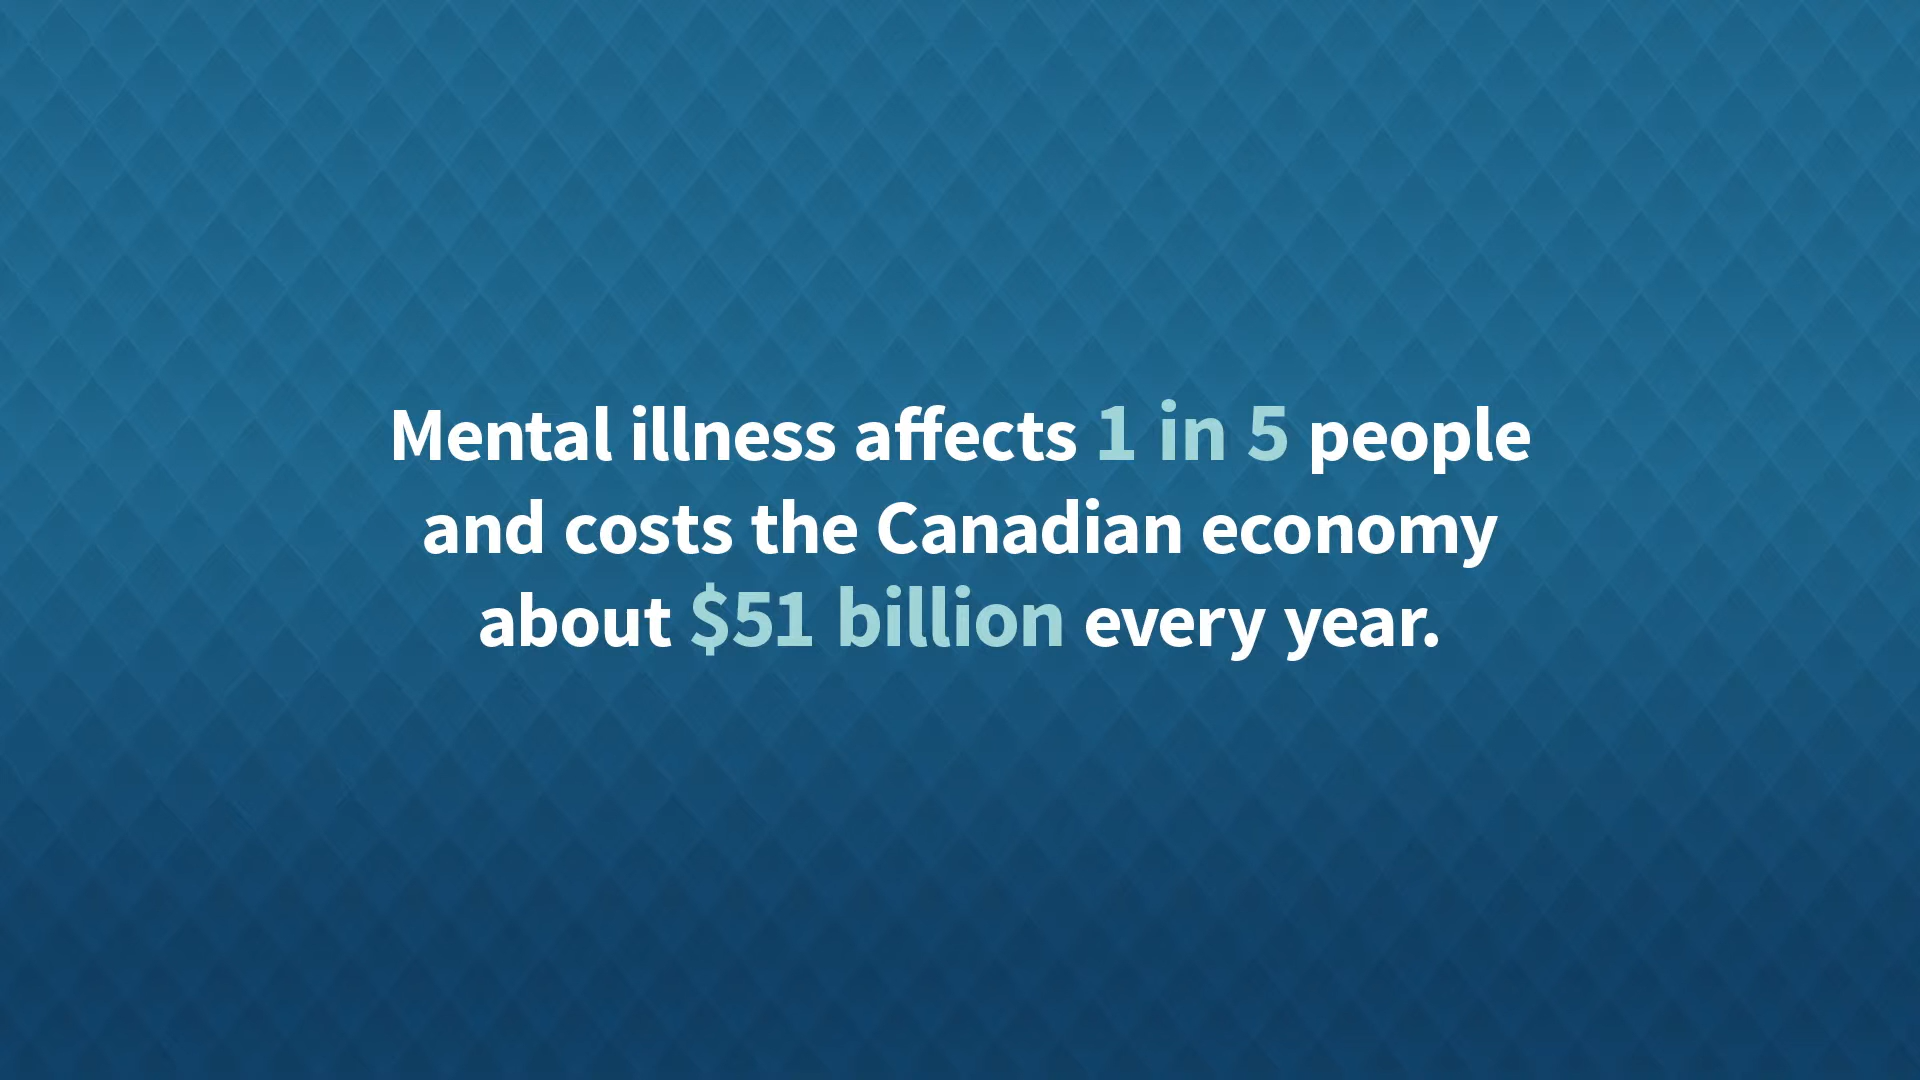 Mental illness affects 1 in 5 people
and costs the Canadian economy
about $51 billion every year.